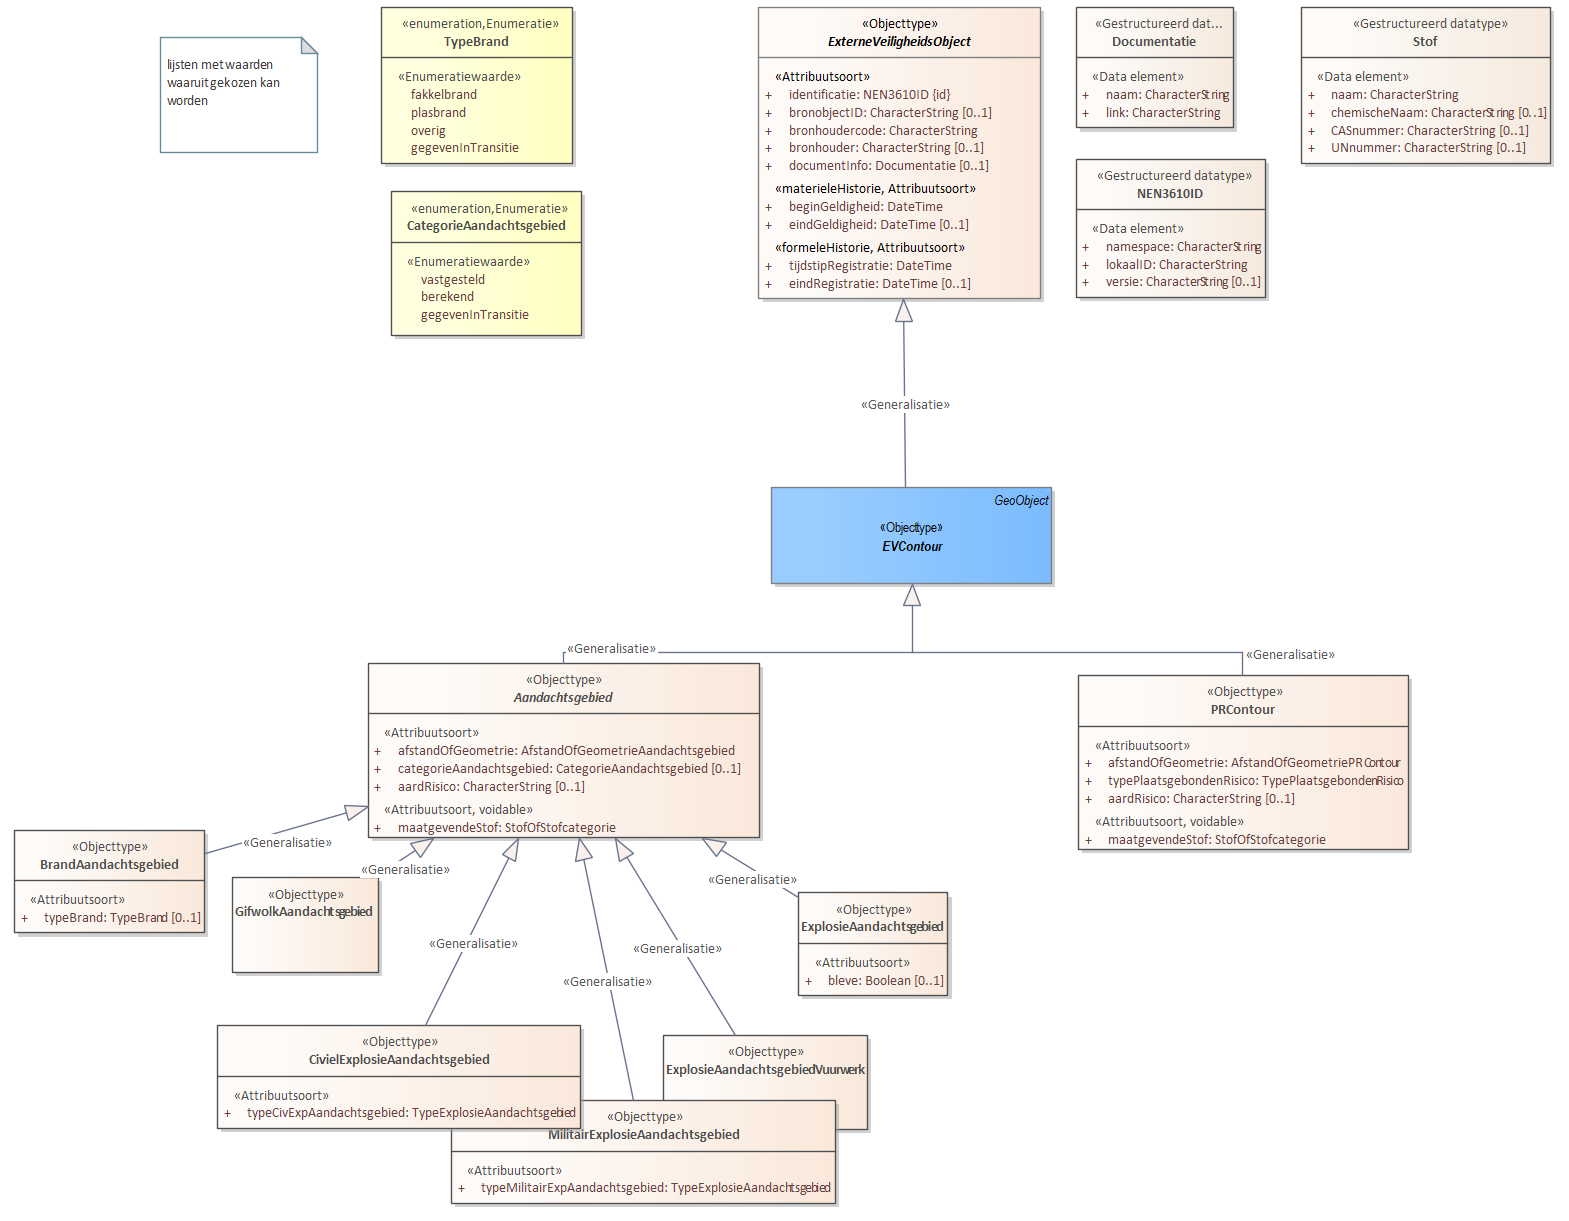 lijsten met waarden
waaruit gekozen kan
worden
«enumeration,Enumeratie»
TypeBrand
«Enumeratiewaarde»
fakkelbrand
plasbrand
overig
gegevenInTransitie
«enumeration,Enumeratie»
CategorieAandachtsgebied
«Enumeratiewaarde»
vastgesteld
berekend
gegevenInTransitie
«Objecttype»
ExterneVeiligheidsObject
«Attribuutsoort»
+ identificatie: NEN3610ID {id}
+ bronobjectID: CharacterString [0..1]
+ bronhoudercode: CharacterString
+ bronhouder: CharacterString [0..1]
+ documentInfo: Documentatie [0..1]
«materieleHistorie, Attribuutsoort»
+ beginGeldigheid: DateTime
+ eindGeldigheid: DateTime [0..1]
«formeleHistorie, Attribuutsoort»
+ tijdstipRegistratie: DateTime
+ eindRegistratie: DateTime [0..1]
«Gestructureerd dat...
Documentatie
«Data element»
+ naam: CharacterString
+ link: CharacterString
«Gestructureerd datatype»
NEN3610ID
«Data element»
+ namespace: CharacterString
+ lokaalID: CharacterString
+ versie: CharacterString [0..1]
«Gestructureerd datatype»
Stof
«Data element»
+ naam: CharacterString
+ chemischeNaam: CharacterString [0..1]
+ CASnummer: CharacterString [0..1]
+ UNnummer: CharacterString [0..1]
«Generalisatie»
GeoObject
«Objecttype»
EVContour
«Generalisatie»
«Generalisatie»
«Objecttype»
Aandachtsgebied
«Attribuutsoort»
+ afstandOfGeometrie: AfstandOfGeometrieAandachtsgebied
+ categorieAandachtsgebied: CategorieAandachtsgebied [0..1]
+ aardRisico: CharacterString [0..1]
«Attribuutsoort, voidable»
+ maatgevendeStof: StofOfStofcategorie
«Objecttype»
PRContour
«Attribuutsoort»
+ afstandOfGeometrie: AfstandOfGeometriePRContour
+ typePlaatsgebondenRisico: TypePlaatsgebondenRisico
+ aardRisico: CharacterString [0..1]
«Attribuutsoort, voidable»
+ maatgevendeStof: StofOfStofcategorie
«Generalisatie»
«Objecttype»
BrandAandachtsgebied
«Attribuutsoort»
+ typeBrand: TypeBrand [0..1]
«Generalisatie»
«Objecttype»
GifwolkAandachtsgebied
«Generalisatie»
«Objecttype»
ExplosieAandachtsgebied
«Attribuutsoort»
+ bleve: Boolean [0..1]
«Generalisatie»
«Generalisatie»
«Generalisatie»
«Objecttype»
CivielExplosieAandachtsgebied
«Attribuutsoort»
+ typeCivExpAandachtsgebied: TypeExplosieAandachtsgebied
«Objecttype»
ExplosieAandachtsgebiedVuurwerk
«Objecttype»
MilitairExplosieAandachtsgebied
«Attribuutsoort»
+ typeMilitairExpAandachtsgebied: TypeExplosieAandachtsgebied